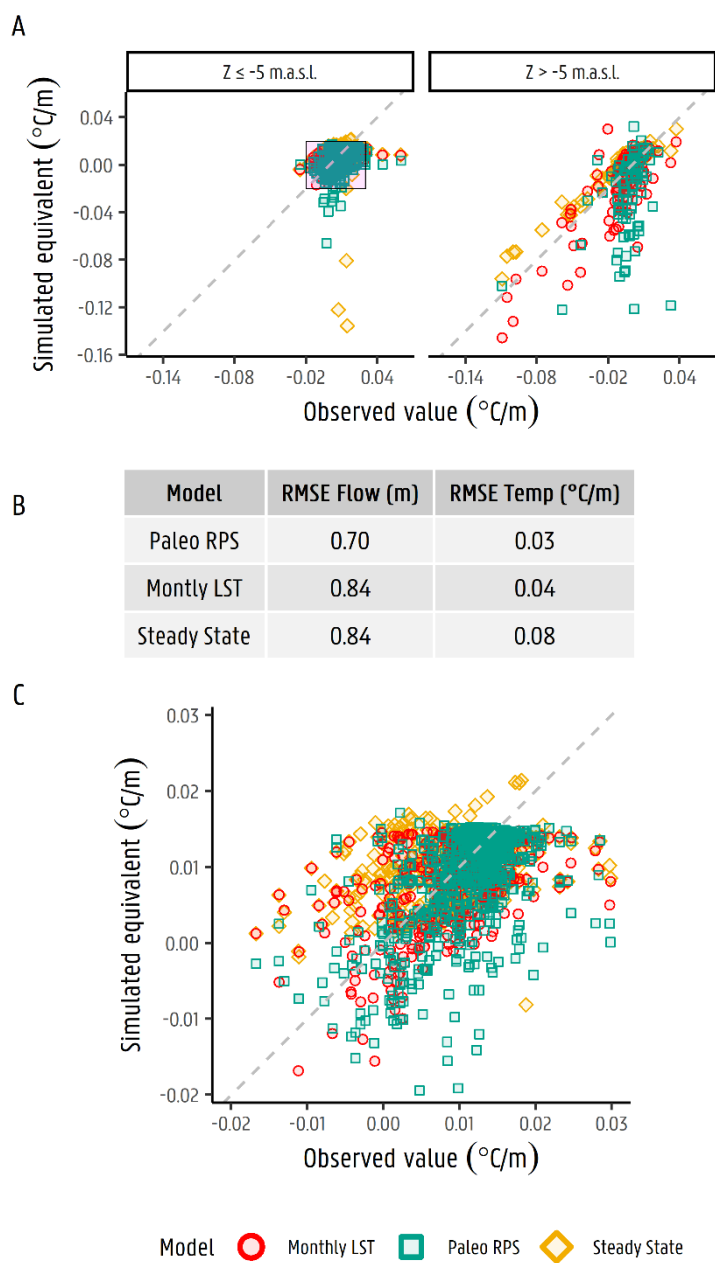 A
Z ≤ -5 m.a.s.l. Z > -5 m.a.s.l.
0.04
0.00
-0.04
-0.08
-0.12
-0.16
Simulated equivalent (°C/m)
-0.14 -0.08 -0.02 0.04 -0.14 -0.08 -0.02 0.04
Observed value (°C/m) Observed value (°C/m)
B
Model RMSE Flow (m) RMSE Temp (°C/m)
Paleo RPS 0.70 0.03
Montly LST 0.84 0.04
Steady State 0.84 0.08
C
0.03
0.02
0.01
0.00
-0.01
-0.02
Simulated equivalent (°C/m)
-0.02 -0.01 0.00 0.01 0.02 0.03
Observed value (°C/m)
Model Monthly LST Paleo RPS Steady State